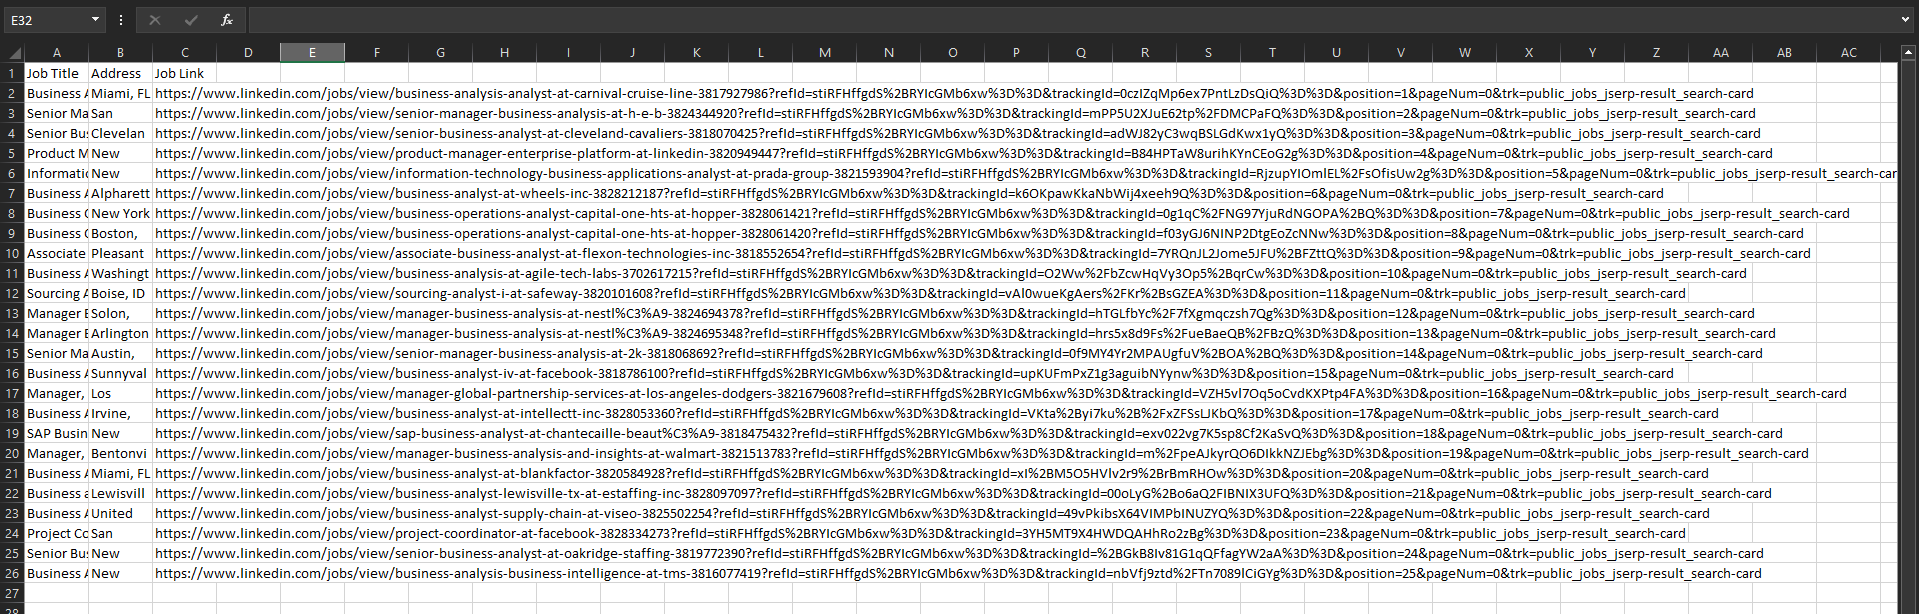 E32 fx
A B C D E F G H I J K L M N O P Q R S T U V W X Y Z AA AB AC
1 Job Title Address Job Link
2 Business A Miami, FL https://www.linkedin.com/jobs/view/business-analysis-analyst-at-carnival-cruise-line-3817927986?refId=stiRFHffgdS%2BRYIcGMb6xw%3D%3D&trackingId=0czIZqMp6ex7PntLzDsQiQ%3D%3D&position=1&pageNum=0&trk=public_jobs_jserp-result_search-card
3 Senior Ma San https://www.linkedin.com/jobs/view/senior-manager-business-analysis-at-h-e-b-3824344920?refId=stiRFHffgdS%2BRYIcGMb6xw%3D%3D&trackingId=mPP5U2XJuE62tp%2FDMCPaFQ%3D%3D&position=2&pageNum=0&trk=public_jobs_jserp-result_search-card
4 Senior Bus Clevelan https://www.linkedin.com/jobs/view/senior-business-analyst-at-cleveland-cavaliers-3818070425?refId=stiRFHffgdS%2BRYIcGMb6xw%3D%3D&trackingId=adWJ82yC3wqBSLGdKwx1yQ%3D%3D&position=3&pageNum=0&trk=public_jobs_jserp-result_search-card
5 Product M New https://www.linkedin.com/jobs/view/product-manager-enterprise-platform-at-linkedin-3820949447?refId=stiRFHffgdS%2BRYIcGMb6xw%3D%3D&trackingId=B84HPTaW8urihKYnCEoG2g%3D%3D&position=4&pageNum=0&trk=public_jobs_jserp-result_search-card
6 Informatic New https://www.linkedin.com/jobs/view/information-technology-business-applications-analyst-at-prada-group-3821593904?refId=stiRFHffgdS%2BRYIcGMb6xw%3D%3D&trackingId=RjzupYIOmlEL%2FsOfisUw2g%3D%3D&position=5&pageNum=0&trk=public_jobs_jserp-result_search-car
7 Business A Alpharett https://www.linkedin.com/jobs/view/business-analyst-at-wheels-inc-3828212187?refId=stiRFHffgdS%2BRYIcGMb6xw%3D%3D&trackingId=k6OKpawKkaNbWij4xeeh9Q%3D%3D&position=6&pageNum=0&trk=public_jobs_jserp-result_search-card
8 Business C New York https://www.linkedin.com/jobs/view/business-operations-analyst-capital-one-hts-at-hopper-3828061421?refId=stiRFHffgdS%2BRYIcGMb6xw%3D%3D&trackingId=0g1qC%2FNG97YjuRdNGOPA%2BQ%3D%3D&position=7&pageNum=0&trk=public_jobs_jserp-result_search-card
9 Business C Boston, https://www.linkedin.com/jobs/view/business-operations-analyst-capital-one-hts-at-hopper-3828061420?refId=stiRFHffgdS%2BRYIcGMb6xw%3D%3D&trackingId=f03yGJ6NINP2DtgEoZcNNw%3D%3D&position=8&pageNum=0&trk=public_jobs_jserp-result_search-card
10 Associate Pleasant https://www.linkedin.com/jobs/view/associate-business-analyst-at-flexon-technologies-inc-3818552654?refId=stiRFHffgdS%2BRYIcGMb6xw%3D%3D&trackingId=7YRQnJL2Jome5JFU%2BFZttQ%3D%3D&position=9&pageNum=0&trk=public_jobs_jserp-result_search-card
11 Business A Washingt https://www.linkedin.com/jobs/view/business-analysis-at-agile-tech-labs-3702617215?refId=stiRFHffgdS%2BRYIcGMb6xw%3D%3D&trackingId=O2Ww%2FbZcwHqVy3Op5%2BqrCw%3D%3D&position=10&pageNum=0&trk=public_jobs_jserp-result_search-card
12 Sourcing A Boise, ID https://www.linkedin.com/jobs/view/sourcing-analyst-i-at-safeway-3820101608?refId=stiRFHffgdS%2BRYIcGMb6xw%3D%3D&trackingId=vAl0wueKgAers%2FKr%2BsGZEA%3D%3D&position=11&pageNum=0&trk=public_jobs_jserp-result_search-card
13 Manager B Solon, https://www.linkedin.com/jobs/view/manager-business-analysis-at-nestl%C3%A9-3824694378?refId=stiRFHffgdS%2BRYIcGMb6xw%3D%3D&trackingId=hTGLfbYc%2F7fXgmqczsh7Qg%3D%3D&position=12&pageNum=0&trk=public_jobs_jserp-result_search-card
14 Manager B Arlington https://www.linkedin.com/jobs/view/manager-business-analysis-at-nestl%C3%A9-3824695348?refId=stiRFHffgdS%2BRYIcGMb6xw%3D%3D&trackingId=hrs5x8d9Fs%2FueBaeQB%2FBzQ%3D%3D&position=13&pageNum=0&trk=public_jobs_jserp-result_search-card
15 Senior Ma Austin, https://www.linkedin.com/jobs/view/senior-manager-business-analysis-at-2k-3818068692?refId=stiRFHffgdS%2BRYIcGMb6xw%3D%3D&trackingId=0f9MY4Yr2MPAUgfuV%2BOA%2BQ%3D%3D&position=14&pageNum=0&trk=public_jobs_jserp-result_search-card
16 Business A Sunnyval https://www.linkedin.com/jobs/view/business-analyst-iv-at-facebook-3818786100?refId=stiRFHffgdS%2BRYIcGMb6xw%3D%3D&trackingId=upKUFmPxZ1g3aguibNYynw%3D%3D&position=15&pageNum=0&trk=public_jobs_jserp-result_search-card
17 Manager, Los https://www.linkedin.com/jobs/view/manager-global-partnership-services-at-los-angeles-dodgers-3821679608?refId=stiRFHffgdS%2BRYIcGMb6xw%3D%3D&trackingId=VZH5vl7Oq5oCvdKXPtp4FA%3D%3D&position=16&pageNum=0&trk=public_jobs_jserp-result_search-card
18 Business A Irvine, https://www.linkedin.com/jobs/view/business-analyst-at-intellectt-inc-3828053360?refId=stiRFHffgdS%2BRYIcGMb6xw%3D%3D&trackingId=VKta%2Byi7ku%2B%2FxZFSsLJKbQ%3D%3D&position=17&pageNum=0&trk=public_jobs_jserp-result_search-card
19 SAP Busin New https://www.linkedin.com/jobs/view/sap-business-analyst-at-chantecaille-beaut%C3%A9-3818475432?refId=stiRFHffgdS%2BRYIcGMb6xw%3D%3D&trackingId=exv022vg7K5sp8Cf2KaSvQ%3D%3D&position=18&pageNum=0&trk=public_jobs_jserp-result_search-card
20 Manager, Bentonvi https://www.linkedin.com/jobs/view/manager-business-analysis-and-insights-at-walmart-3821513783?refId=stiRFHffgdS%2BRYIcGMb6xw%3D%3D&trackingId=m%2FpeAJkyrQO6DIkkNZJEbg%3D%3D&position=19&pageNum=0&trk=public_jobs_jserp-result_search-card
21 Business A Miami, FL https://www.linkedin.com/jobs/view/business-analyst-at-blankfactor-3820584928?refId=stiRFHffgdS%2BRYIcGMb6xw%3D%3D&trackingId=xI%2BM5O5HVlv2r9%2BrBmRHOw%3D%3D&position=20&pageNum=0&trk=public_jobs_jserp-result_search-card
22 Business a Lewisvill https://www.linkedin.com/jobs/view/business-analyst-lewisville-tx-at-estaffing-inc-3828097097?refId=stiRFHffgdS%2BRYIcGMb6xw%3D%3D&trackingId=00oLyG%2Bo6aQ2FIBNIX3UFQ%3D%3D&position=21&pageNum=0&trk=public_jobs_jserp-result_search-card
23 Business A United https://www.linkedin.com/jobs/view/business-analyst-supply-chain-at-viseo-3825502254?refId=stiRFHffgdS%2BRYIcGMb6xw%3D%3D&trackingId=49vPkibsX64VIMPbINUZYQ%3D%3D&position=22&pageNum=0&trk=public_jobs_jserp-result_search-card
24 Project Co San https://www.linkedin.com/jobs/view/project-coordinator-at-facebook-3828334273?refId=stiRFHffgdS%2BRYIcGMb6xw%3D%3D&trackingId=3YH5MT9X4HWDQAHhRo2zBg%3D%3D&position=23&pageNum=0&trk=public_jobs_jserp-result_search-card
25 Senior Bus New https://www.linkedin.com/jobs/view/senior-business-analyst-at-oakridge-staffing-3819772390?refId=stiRFHffgdS%2BRYIcGMb6xw%3D%3D&trackingId=%2BGkB8Iv81G1qQFfagYW2aA%3D%3D&position=24&pageNum=0&trk=public_jobs_jserp-result_search-card
26 Business A New https://www.linkedin.com/jobs/view/business-analysis-business-intelligence-at-tms-3816077419?refId=stiRFHffgdS%2BRYIcGMb6xw%3D%3D&trackingId=nbVfj9ztd%2FTn7089lCiGYg%3D%3D&position=25&pageNum=0&trk=public_jobs_jserp-result_search-card
27
28